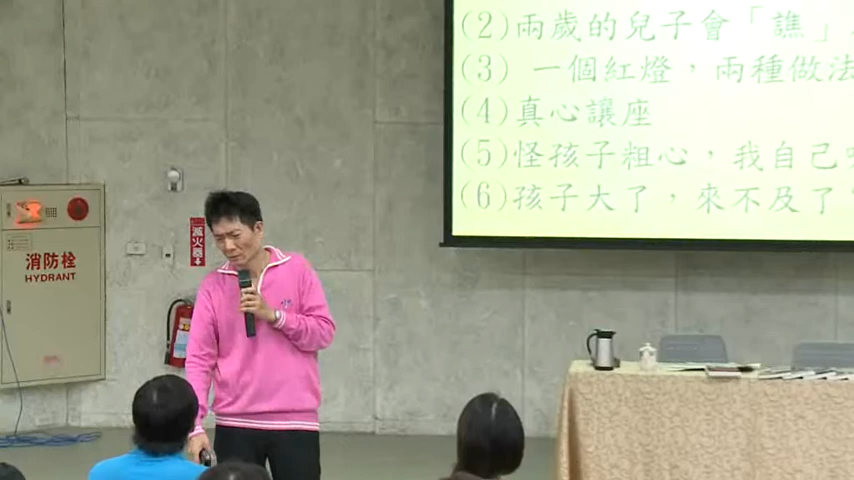 (2)兩歲的兒子會「譙」
(3) 一個紅燈，兩種做法
(4)真心讓座
(5)怪孩子粗心，我自己
(6)孩子大了，來不及了
滅火器
消防栓
HYDRANT